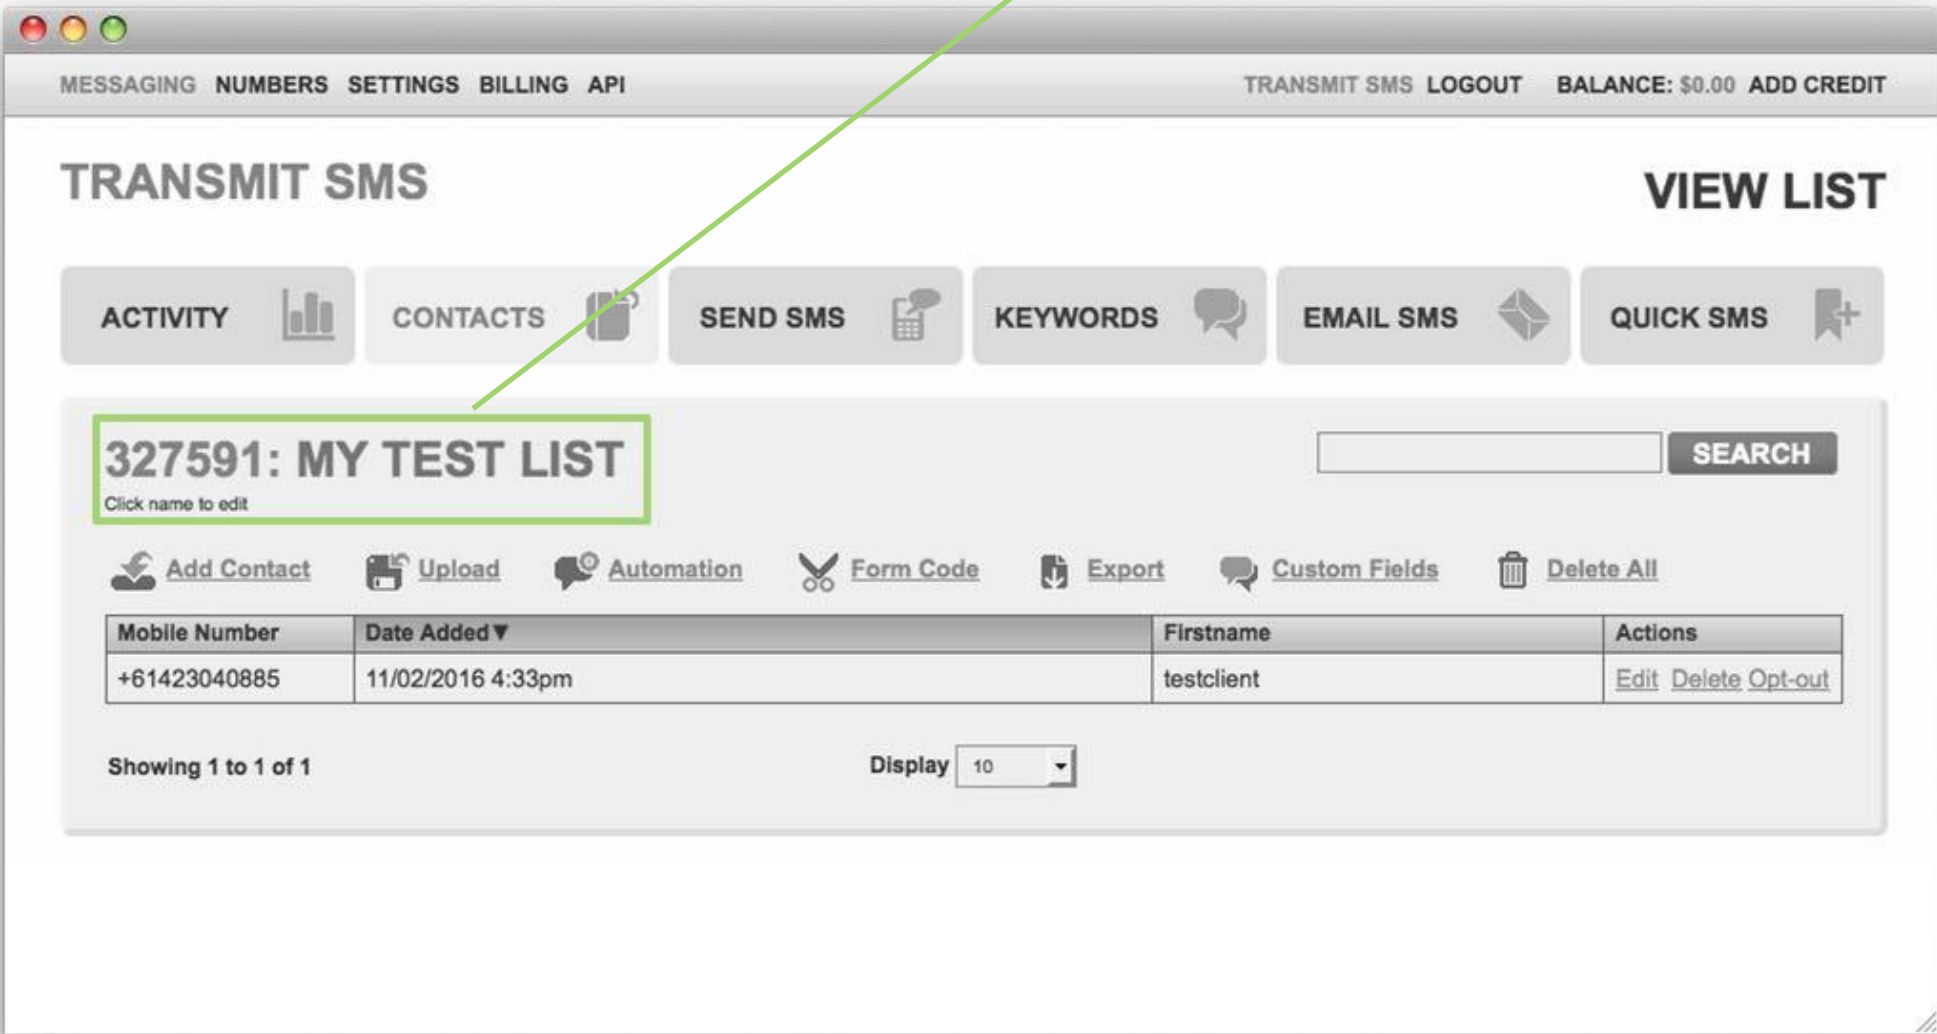 MESSAGING NUMBERS SETTINGS BILLING API TRANSMIT SMS LOGOUT BALANCE: $0.00 ADD CREDIT
TRANSMIT SMS VIEW LIST
ACTIVITY CONTACTS SEND SMS KEYWORDS EMAIL SMS QUICK SMS
327591: MY TEST LIST SEARCH
Click name to edit
Add Contact Upload Automation Form Code Export Custom Fields Delete All
Mobile Number Date Added▼ Firstname Actions
+61423040885 11/02/2016 4:33pm testclient Edit Delete Opt-out
Showing 1 to 1 of 1 Display 10